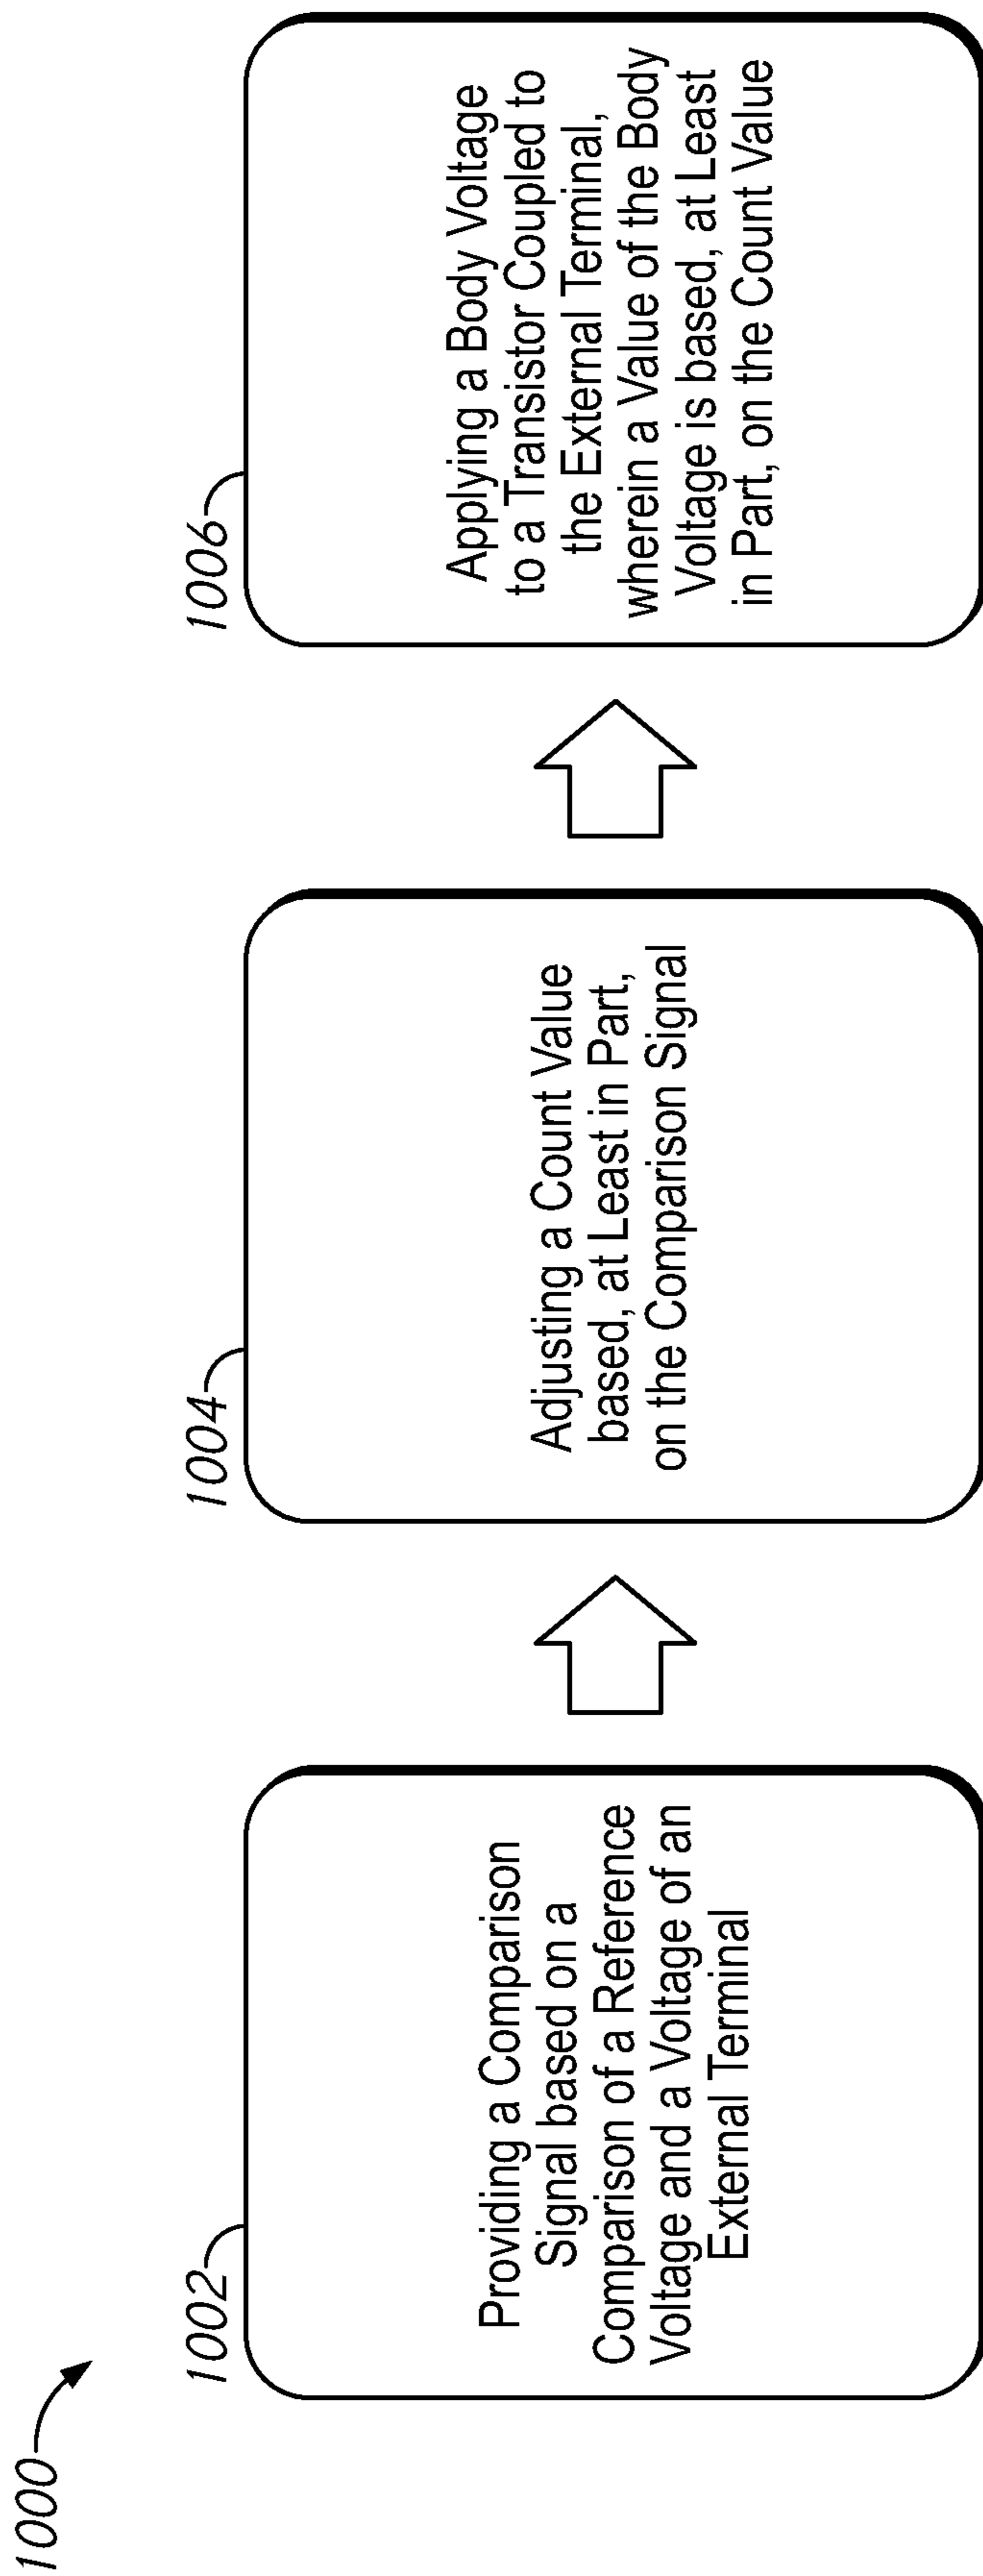 1000
1002
Providing a Comparison
Signal based on a
Comparison of a Reference
Voltage and a Voltage of an
External Terminal
1004
Adjusting a Count Value
based, at Least in Part,
on the Comparison Signal
1006
Applying a Body Voltage
to a Transistor Coupled to
the External Terminal,
wherein a Value of the Body
Voltage is based, at Least
in Part, on the Count Value